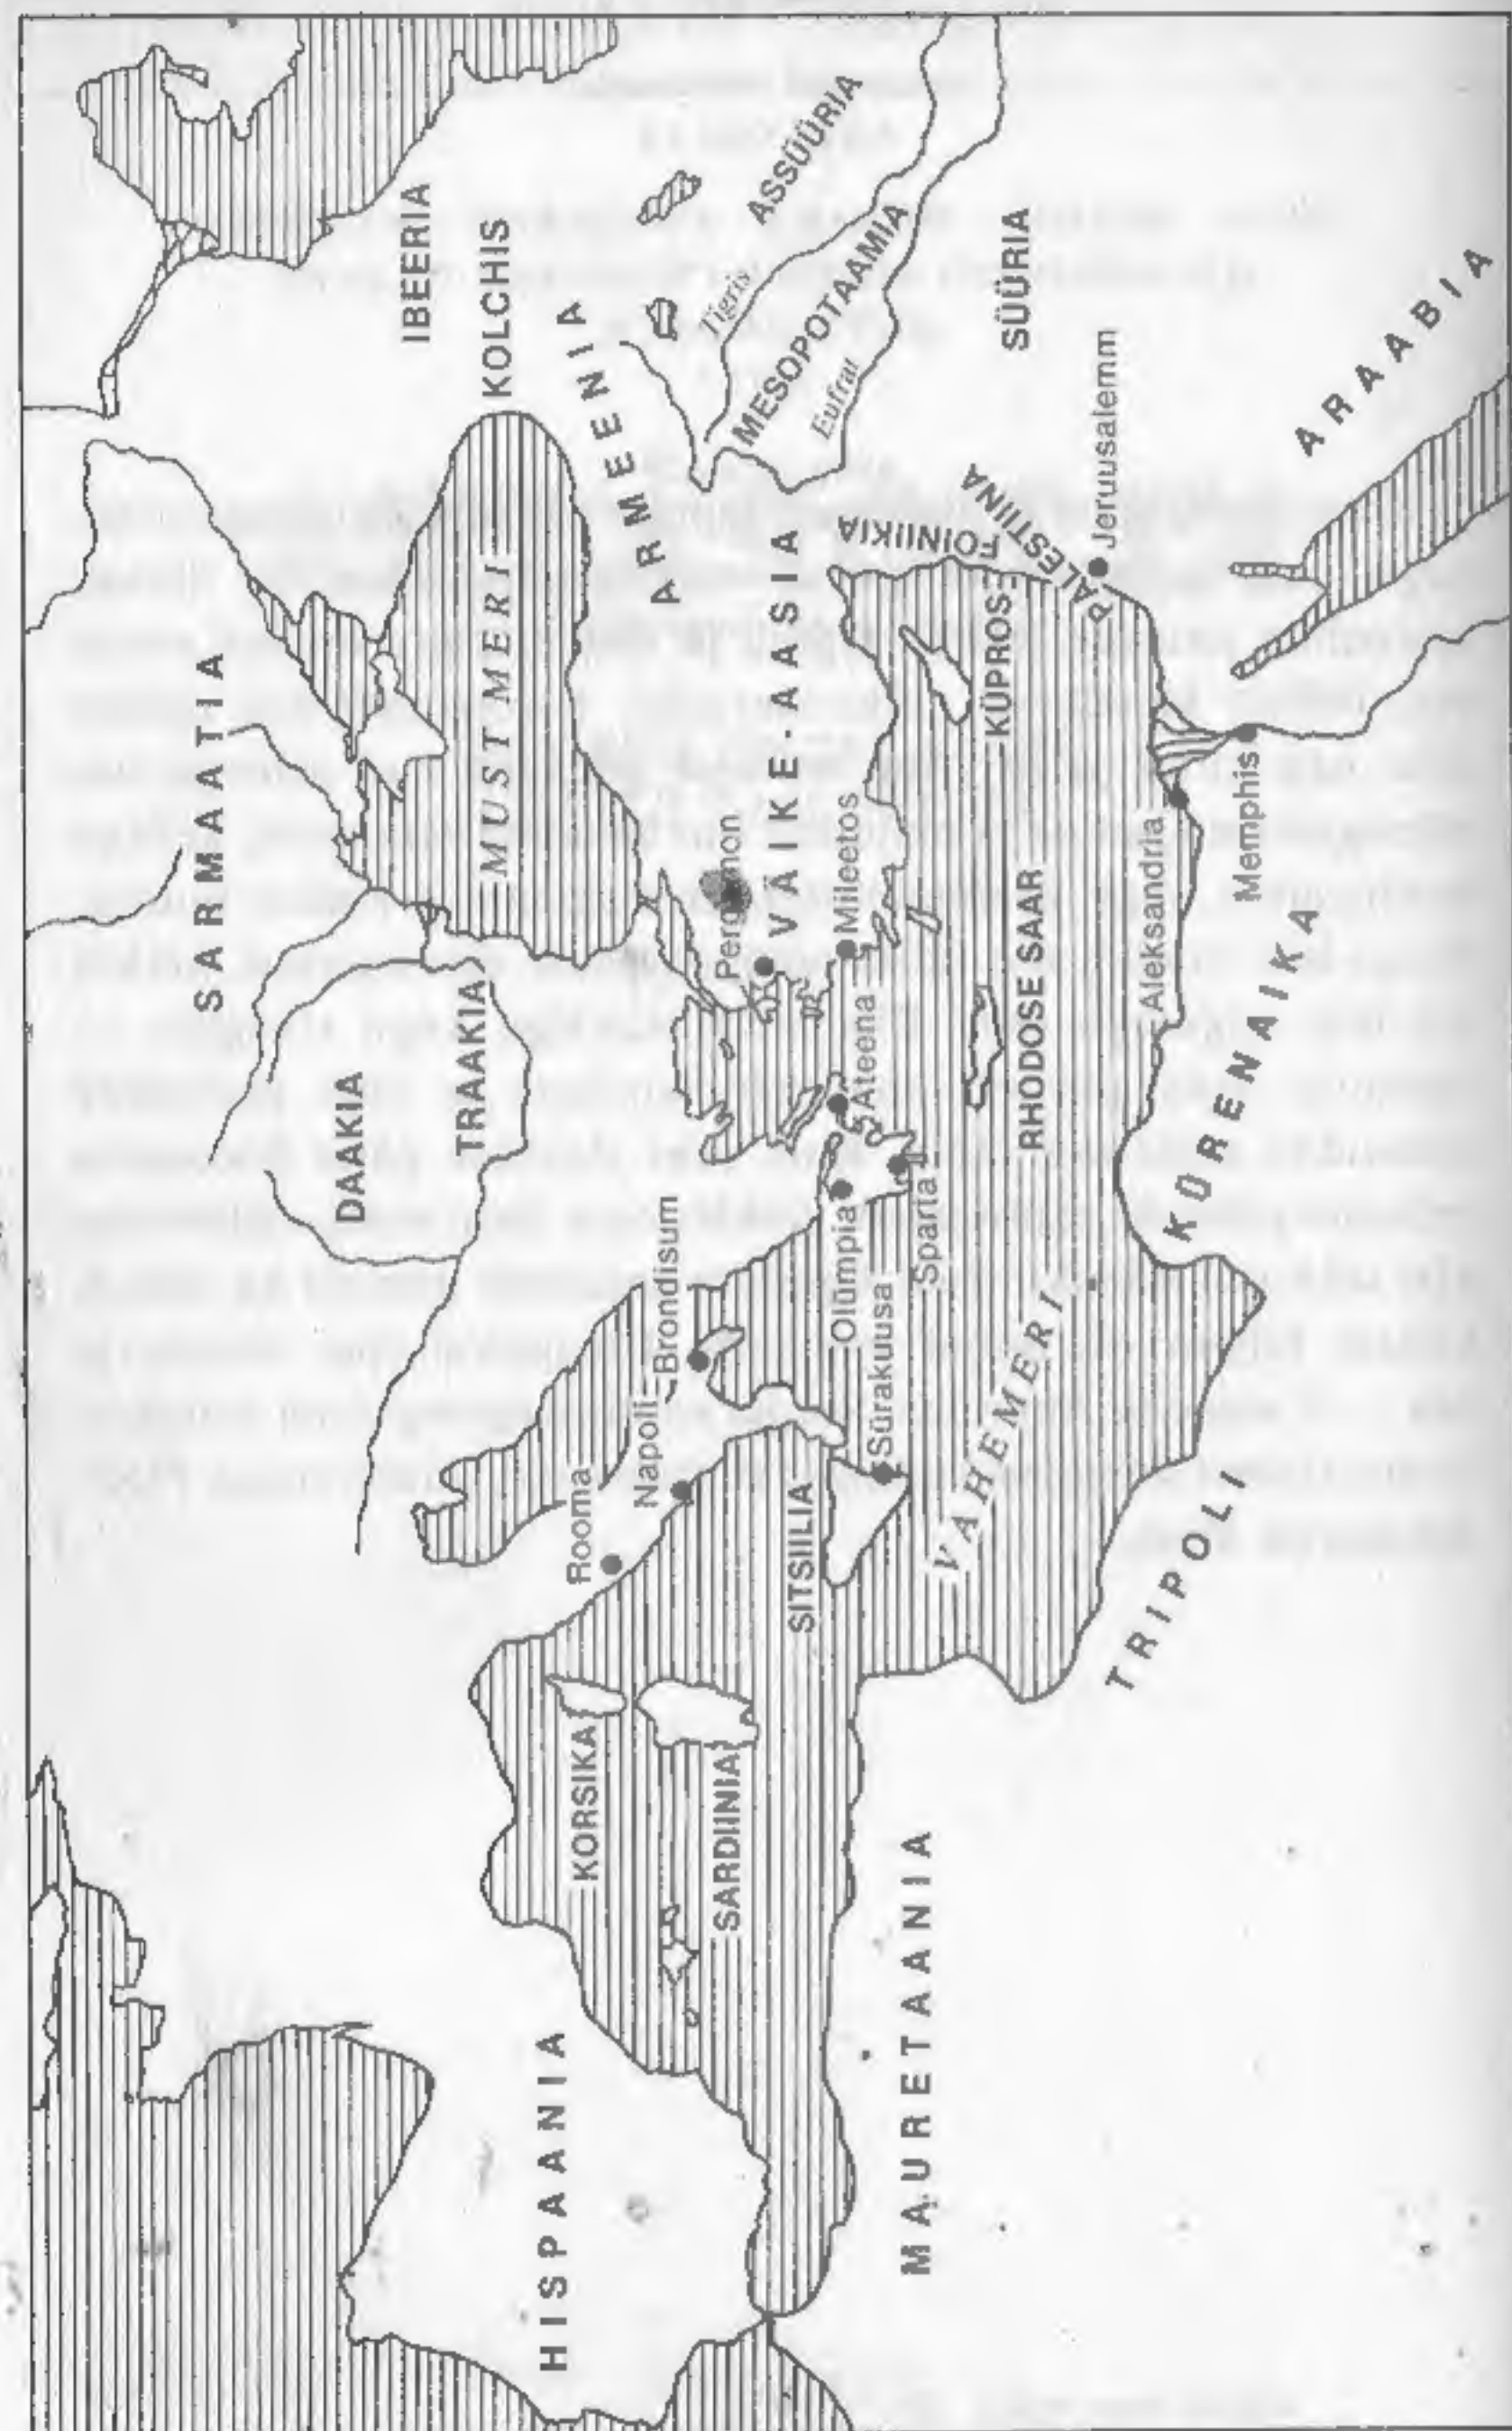 SARMAATIA
IBEERIA
KOLCHIS
DAAKIA
TRAAKIA
MUSTMERI
ARMEENIA
ASSÜÜRIA
Tigris
MESOPOTAAMIA
Eufrat
SÜÜRIA
HISPAANIA
KORSIKA
SARDIINIA
Rooma
Napoli
Brondisum
Pergamon
VÄIKE-AASIA
Mileetos
Ateena
Olümpia
Sparta
Sürakuusa
SITSIILIA
FOINIIKIA
PALESTIINA
Jeruusalemm
KÜPROS
RHODOSE SAAR
VAHEMERI
MAURETAANIA
TRIPOLI
KÜRENAIKA
Aleksandria
Memphis
ARAABIA